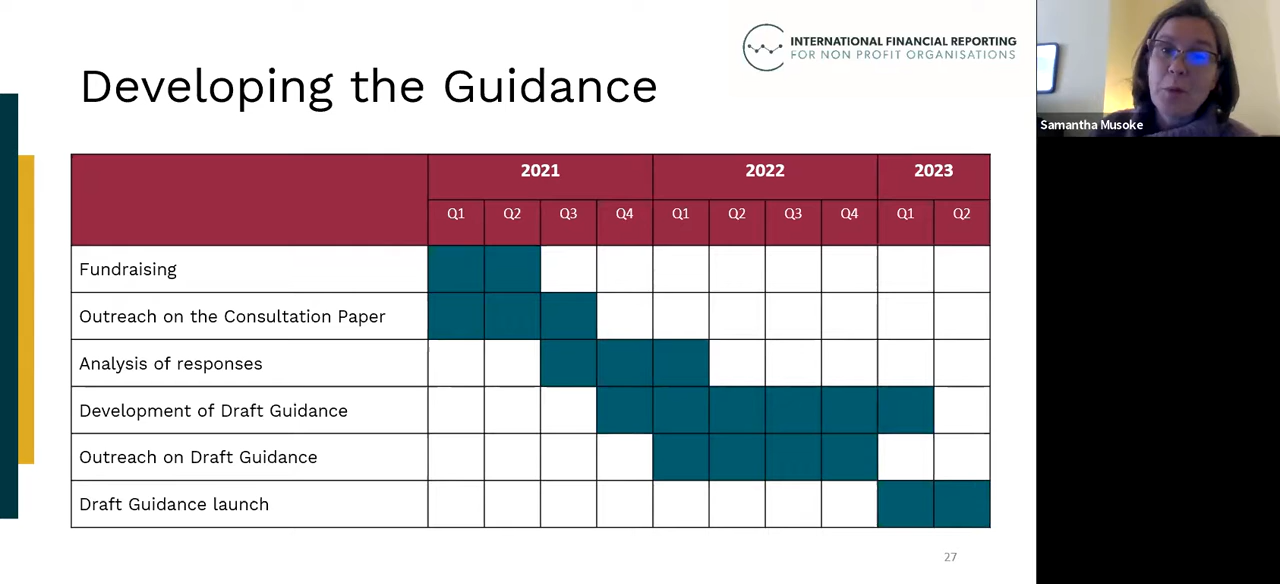 INTERNATIONAL FINANCIAL REPORTING
FOR NON PROFIT ORGANISATIONS
Samantha Musoke
Developing the Guidance
2021 2022 2023
Q1 Q2 Q3 Q4 Q1 Q2 Q3 Q4 Q1 Q2
Fundraising
Outreach on the Consultation Paper
Analysis of responses
Development of Draft Guidance
Outreach on Draft Guidance
Draft Guidance launch
27